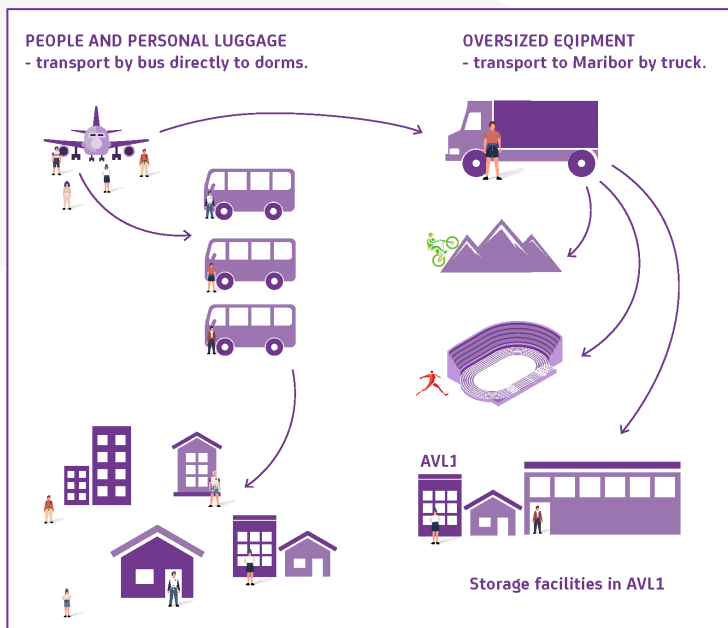 PEOPLE AND PERSONAL LUGGAGE
- transport by bus directly to dorms.
OVERSIZED EQIPMENT
- transport to Maribor by truck.
AVL1
Storage facilities in AVL1